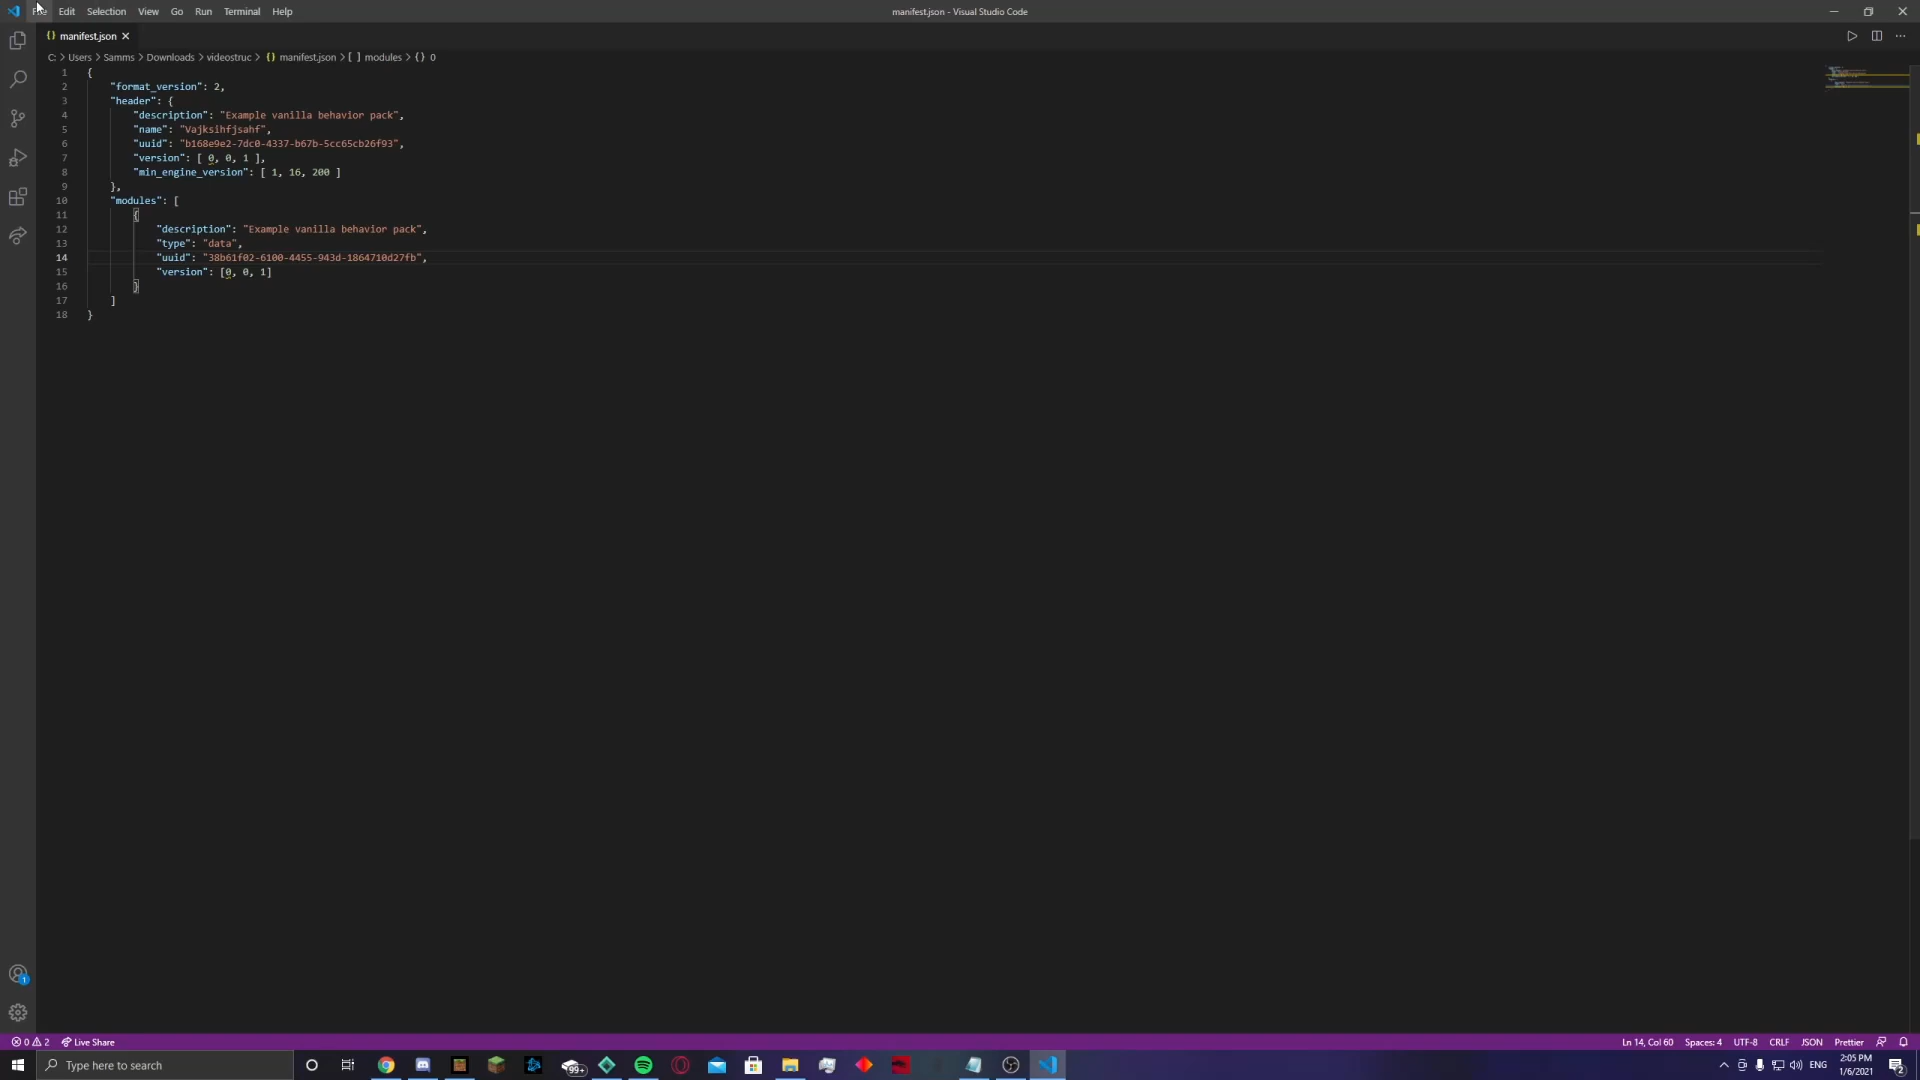 File Edit Selection View Go Run Terminal Help
manifest.json - Visual Studio Code
{} manifest.json ×
C: > Users > Samms > Downloads > videostruc > {} manifest.json > [ ] modules > {} 0
1 {
2 "format_version": 2,
3 "header": {
4 "description": "Example vanilla behavior pack",
5 "name": "Vajksihfjsahf",
6 "uuid": "b168e9e2-7dc0-4337-b67b-5cc65cb26f93",
7 "version": [ 0, 0, 1 ],
8 "min_engine_version": [ 1, 16, 200 ]
9 },
10 "modules": [
11 {
12 "description": "Example vanilla behavior pack",
13 "type": "data",
14 "uuid": "38b61f02-6100-4455-943d-1864710d27fb",
15 "version": [0, 0, 1]
16 }
17 ]
18 }
1
0 2 Live Share
Ln 14, Col 60 Spaces: 4 UTF-8 CRLF JSON Prettier
Type here to search
99+
ENG
2:05 PM
1/6/2021
2